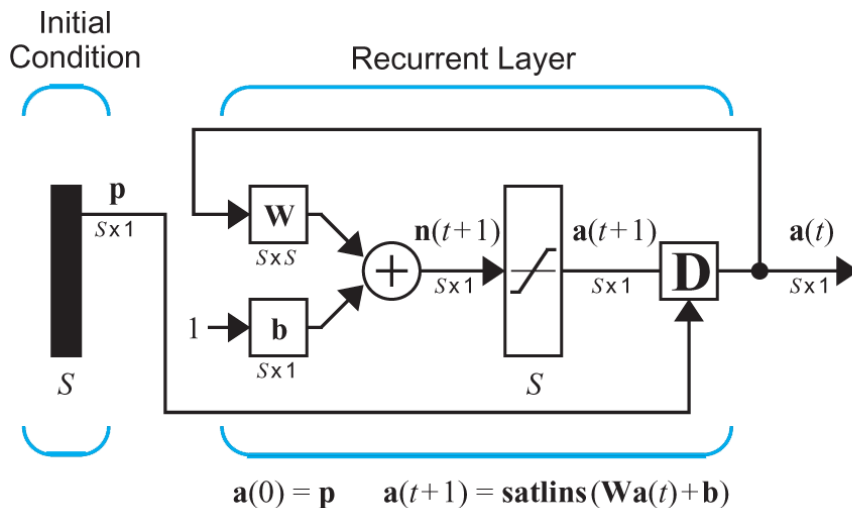 Initial
Condition
Recurrent Layer
p
S x 1
S
W
S x S
1
b
S x 1
n(t+1)
S x 1
S
a(t+1)
S x 1
D
a(t)
S x 1
a(0) = p a(t+1) = satlins(Wa(t)+b)